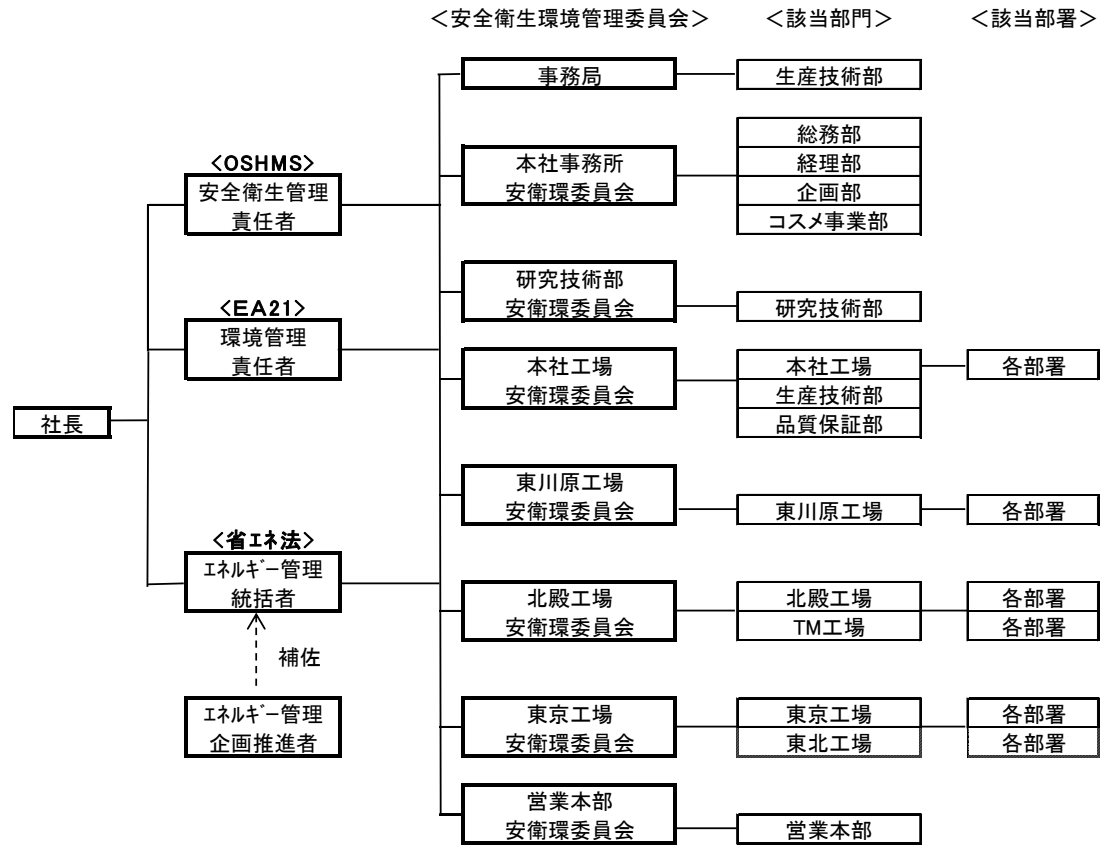 ＜安全衛生環境管理委員会＞ ＜該当部門＞ ＜該当部署＞
事務局
生産技術部
本社事務所
安衛環委員会
総務部
経理部
企画部
コスメ事業部
<OSHMS>
安全衛生管理
責任者
研究技術部
安衛環委員会
研究技術部
<ＥＡ21>
環境管理
責任者
本社工場
安衛環委員会
本社工場
生産技術部
品質保証部
各部署
社長
東川原工場
安衛環委員会
東川原工場
各部署
<省ｴﾈ法>
ｴﾈﾙｷﾞｰ管理
統括者
補佐
ｴﾈﾙｷﾞｰ管理
企画推進者
北殿工場
安衛環委員会
北殿工場
TM工場
各部署
各部署
東京工場
安衛環委員会
東京工場
東北工場
各部署
各部署
営業本部
安衛環委員会
営業本部